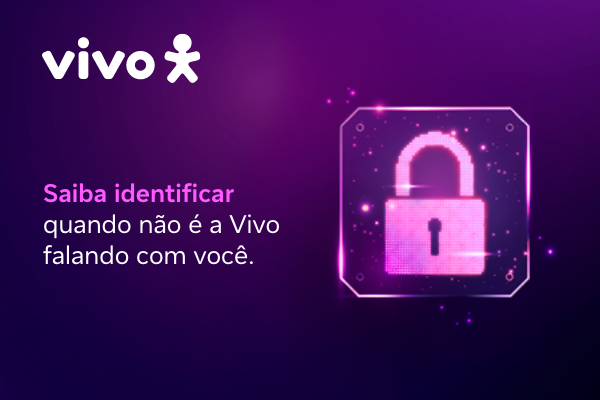 vivo
Saiba identificar
quando não é a Vivo
falando com você.